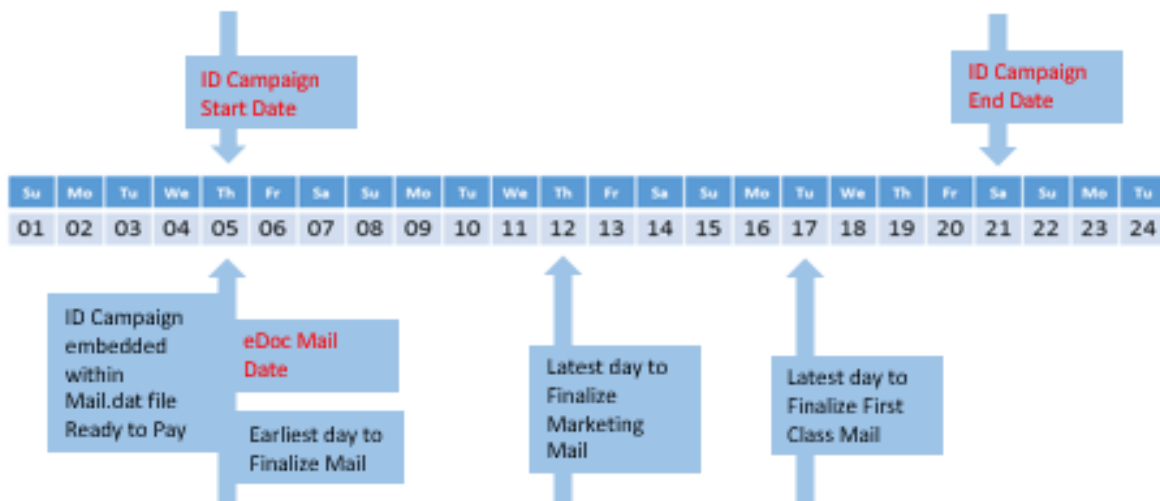 ID Campaign
Start Date
ID Campaign
End Date
Su Mo Tu We Th Fr Sa Su Mo Tu We Th Fr Sa Su Mo Tu We Th Fr Sa Su Mo Tu
01 02 03 04 05 06 07 08 09 10 11 12 13 14 15 16 17 18 19 20 21 22 23 24
ID Campaign
embedded
within
Mail.dat file
Ready to Pay
eDoc Mail
Date
Earliest day to
Finalize Mail
Latest day to
Finalize
Marketing
Mail
Latest day to
Finalize First
Class Mail